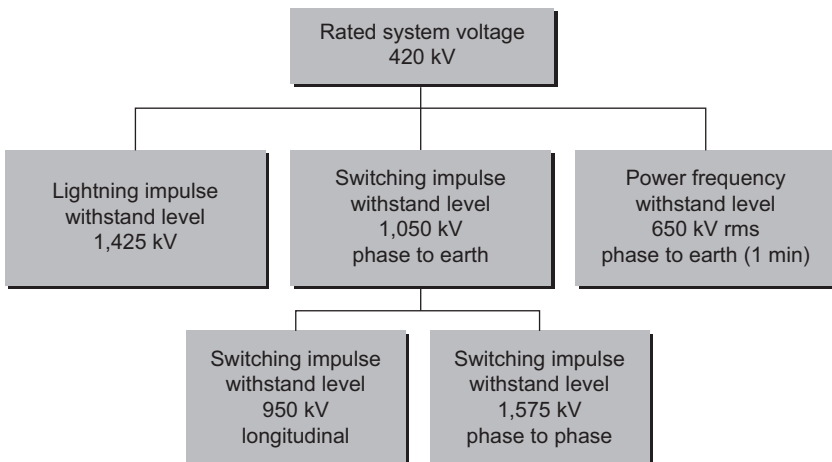 Rated system voltage
420 kV
Lightning impulse
withstand level
1,425 kV
Switching impulse
withstand level
1,050 kV
phase to earth
Power frequency
withstand level
650 kV rms
phase to earth (1 min)
Switching impulse
withstand level
950 kV
longitudinal
Switching impulse
withstand level
1,575 kV
phase to phase